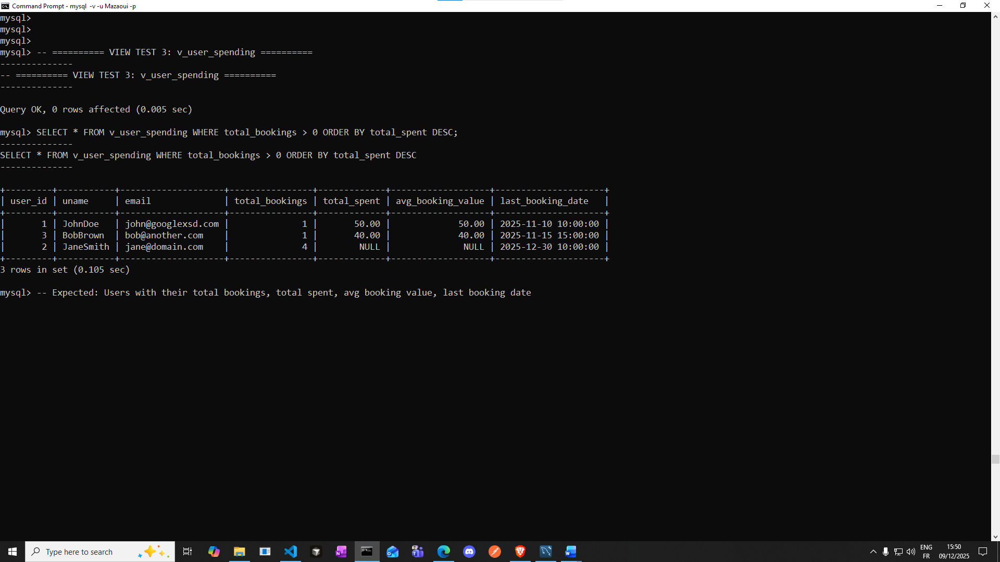 Command Prompt - mysql  -v -u Mazaoui -p
mysql>
mysql>
mysql>
mysql> -- ========== VIEW TEST 3: v_user_spending ==========
--------------
-- ========== VIEW TEST 3: v_user_spending ==========
--------------
Query OK, 0 rows affected (0.005 sec)
mysql> SELECT * FROM v_user_spending WHERE total_bookings > 0 ORDER BY total_spent DESC;
--------------
SELECT * FROM v_user_spending WHERE total_bookings > 0 ORDER BY total_spent DESC
--------------
+---------+-----------+--------------------+----------------+-------------+-------------------+---------------------+
| user_id | uname     | email              | total_bookings | total_spent | avg_booking_value | last_booking_date   |
+---------+-----------+--------------------+----------------+-------------+-------------------+---------------------+
|       1 | JohnDoe   | john@googlexsd.com |              1 |       50.00 |             50.00 | 2025-11-10 10:00:00 |
|       3 | BobBrown  | bob@another.com    |              1 |       40.00 |             40.00 | 2025-11-15 15:00:00 |
|       2 | JaneSmith | jane@domain.com    |              4 |        NULL |              NULL | 2025-12-30 10:00:00 |
+---------+-----------+--------------------+----------------+-------------+-------------------+---------------------+
3 rows in set (0.105 sec)
mysql> -- Expected: Users with their total bookings, total spent, avg booking value, last booking date
Type here to search
ENG
FR
15:50
09/12/2025